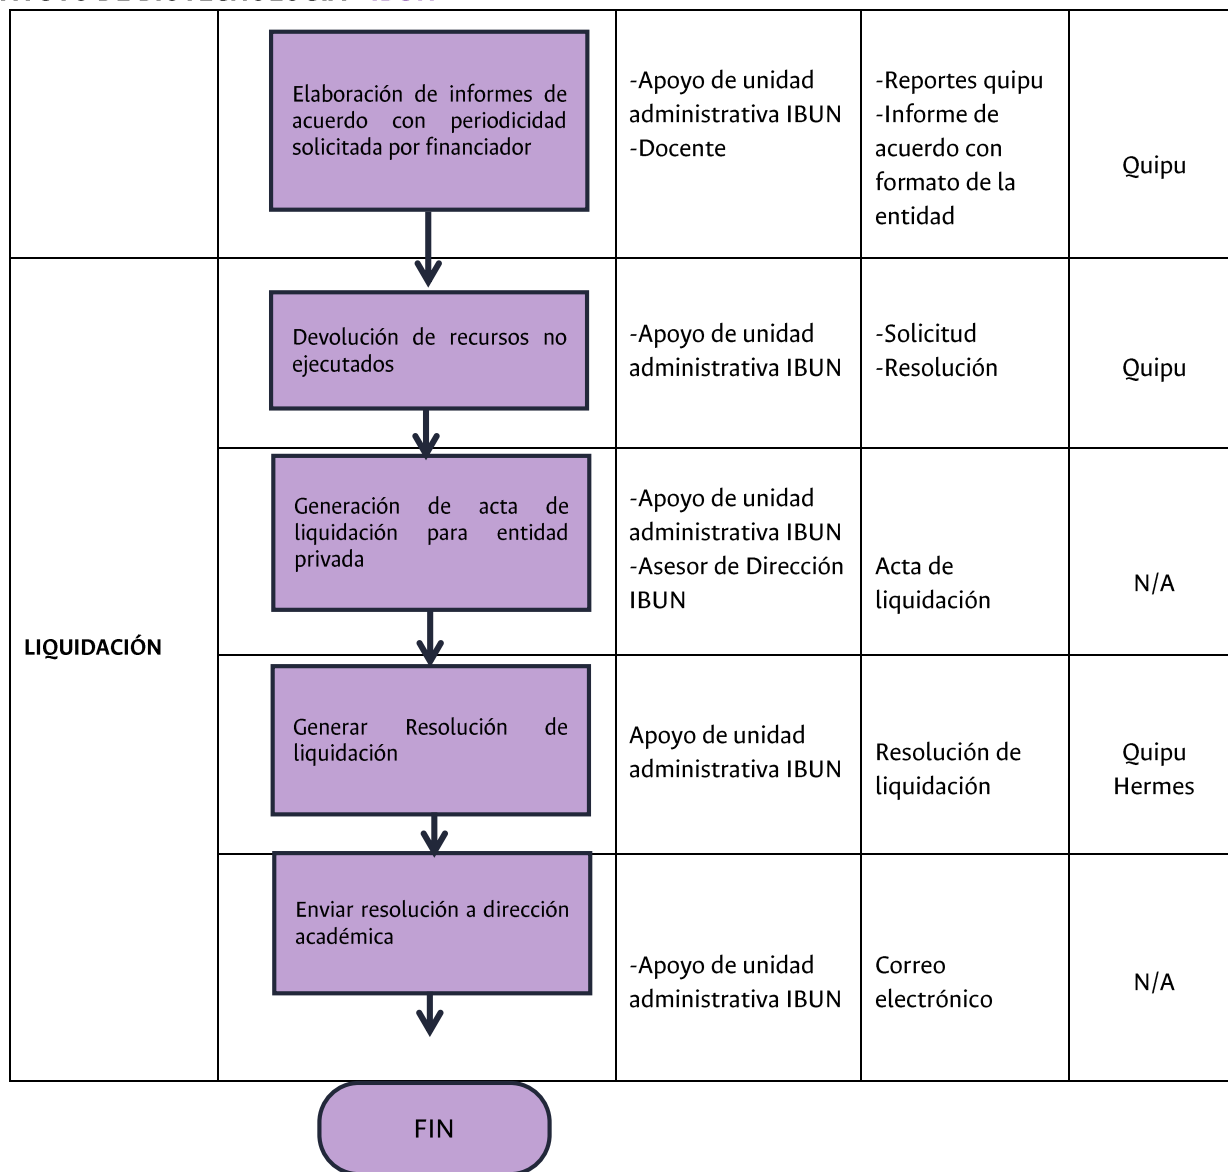 Elaboración de informes de
acuerdo con periodicidad
solicitada por financiador
-Apoyo de unidad
administrativa IBUN
-Docente
-Reportes quipu
-Informe de
acuerdo con
formato de la
entidad
Quipu
LIQUIDACIÓN
Devolución de recursos no
ejecutados
-Apoyo de unidad
administrativa IBUN
-Solicitud
-Resolución
Quipu
Generación de acta de
liquidación para entidad
privada
-Apoyo de unidad
administrativa IBUN
-Asesor de Dirección
IBUN
Acta de
liquidación
N/A
Generar Resolución de
liquidación
Apoyo de unidad
administrativa IBUN
Resolución de
liquidación
Quipu
Hermes
Enviar resolución a dirección
académica
-Apoyo de unidad
administrativa IBUN
Correo
electrónico
N/A
FIN